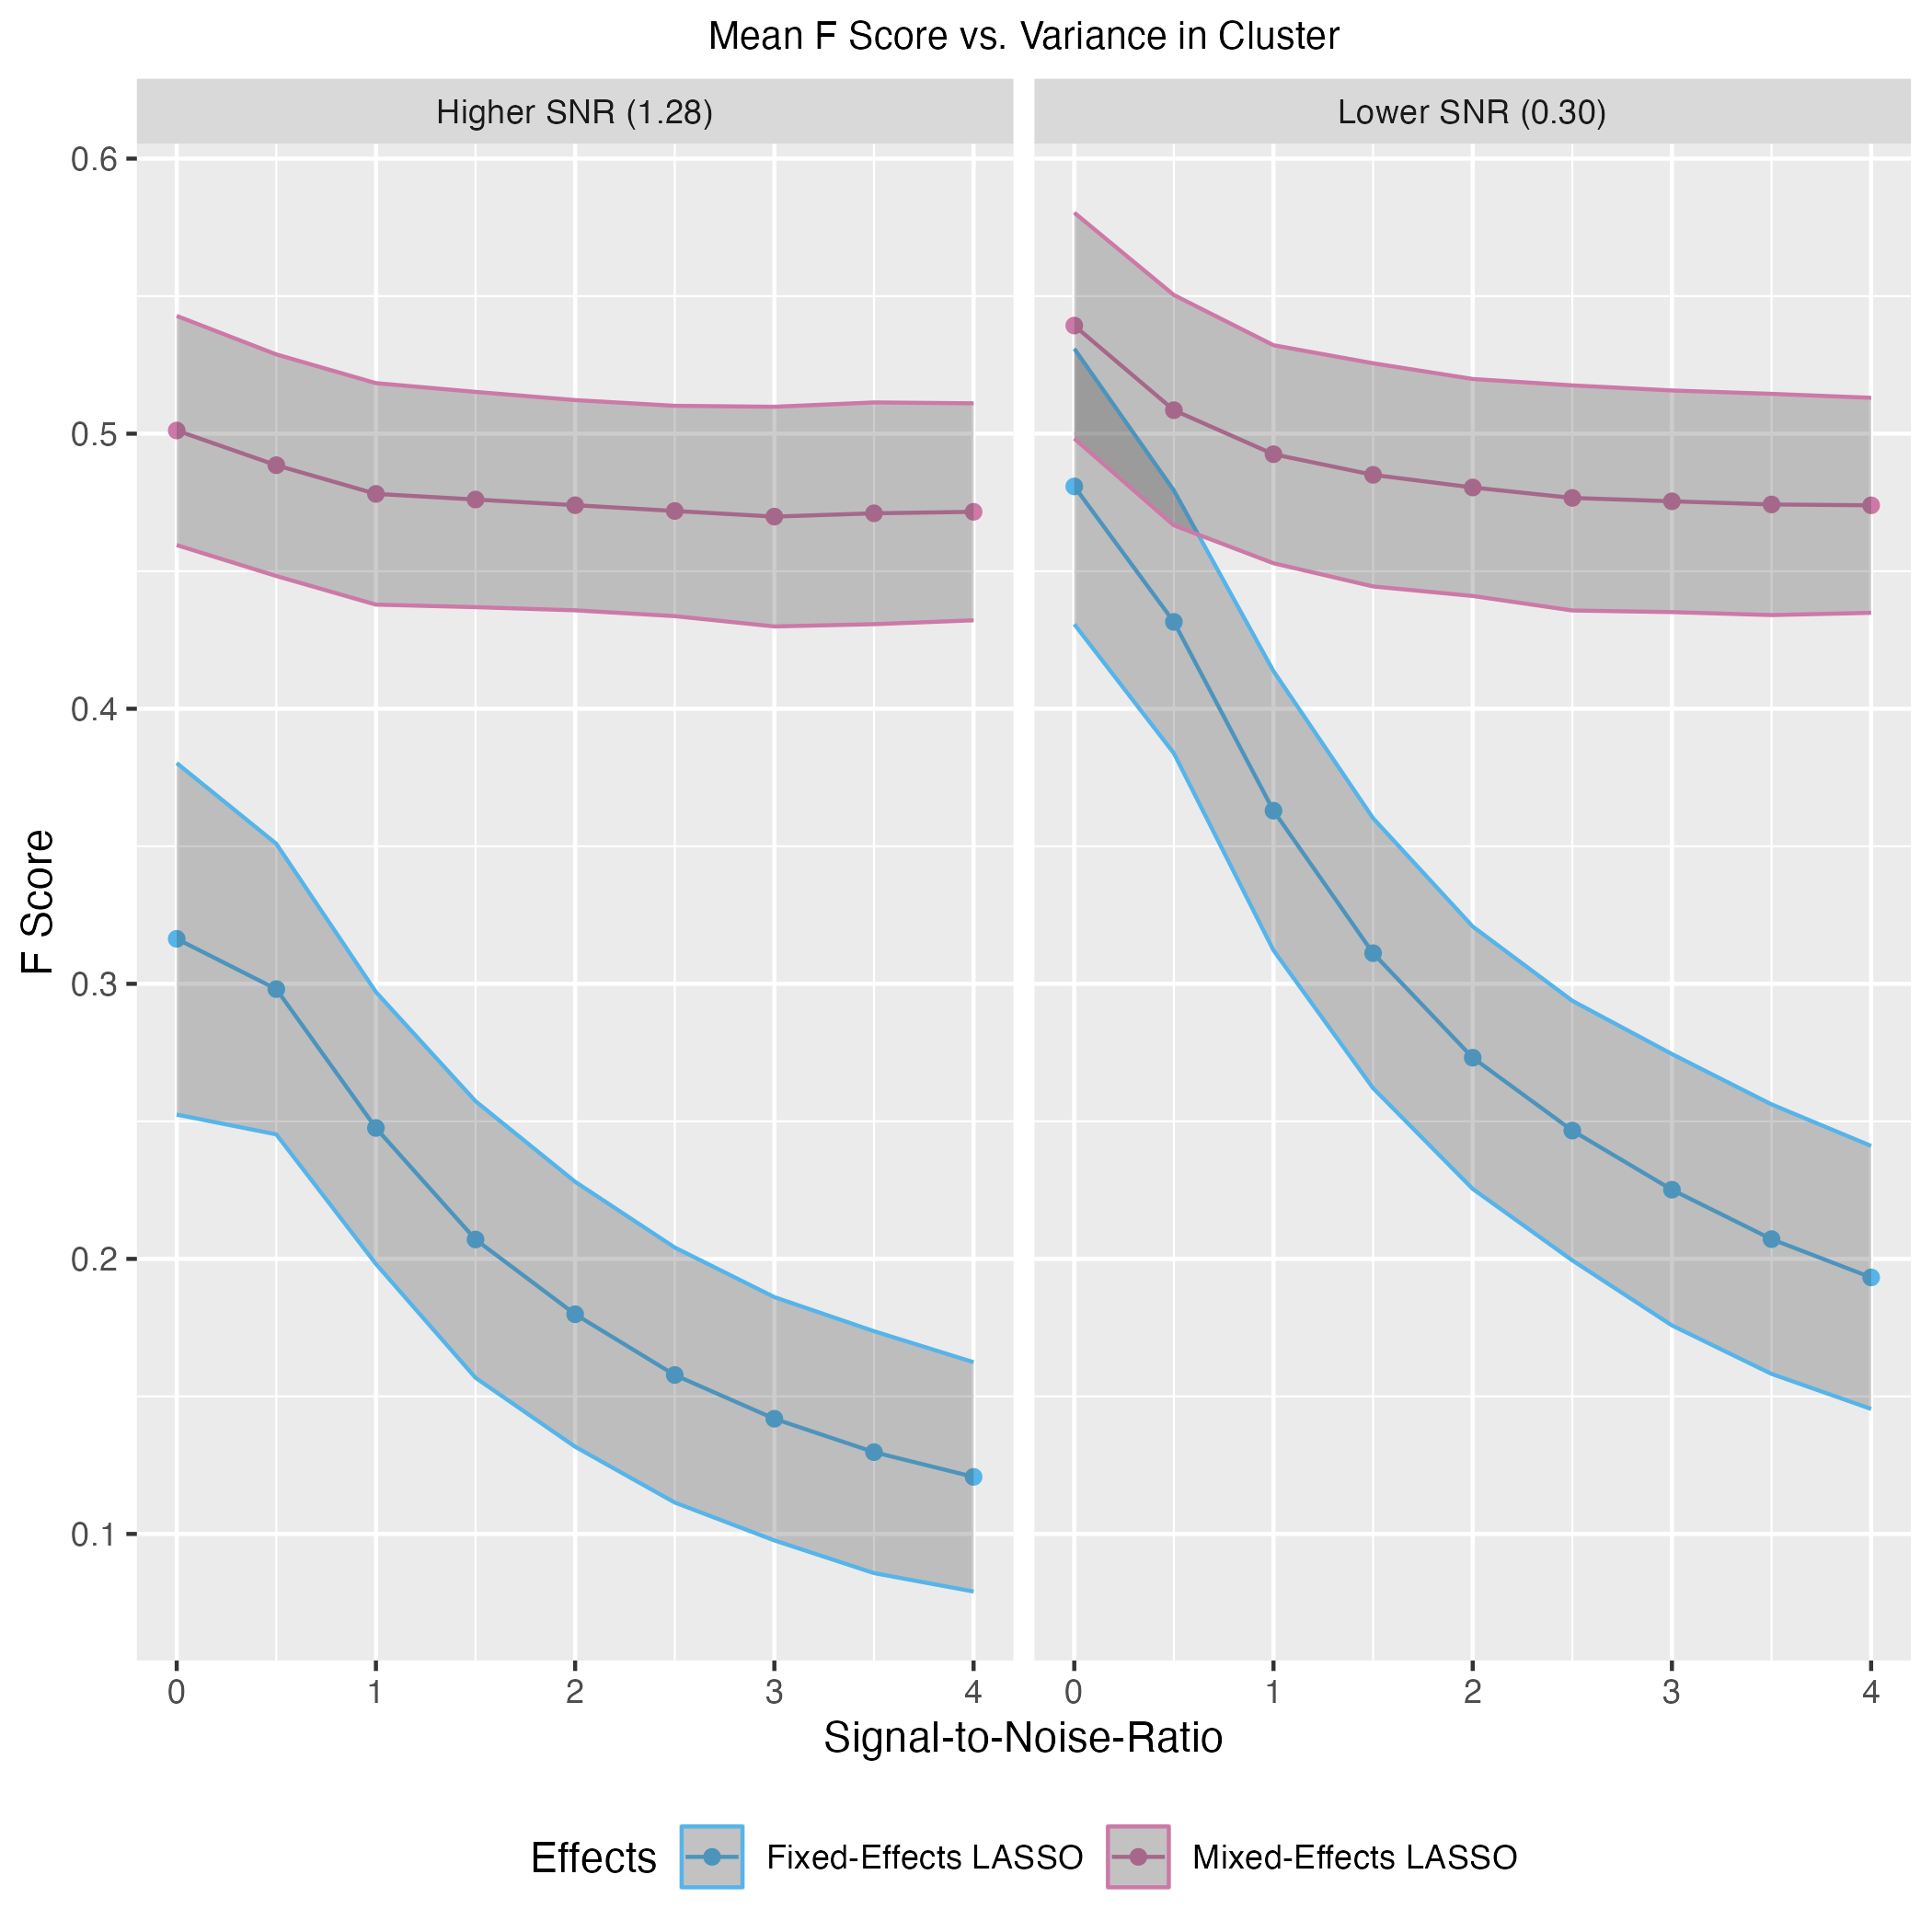 Mean F Score vs. Variance in Cluster
Higher SNR (1.28)
Lower SNR (0.30)
0.6
0.5
0.4
0.3
0.2
0.1
F Score
0 1 2 3 4
0 1 2 3 4
Signal-to-Noise-Ratio
Effects Fixed-Effects LASSO Mixed-Effects LASSO